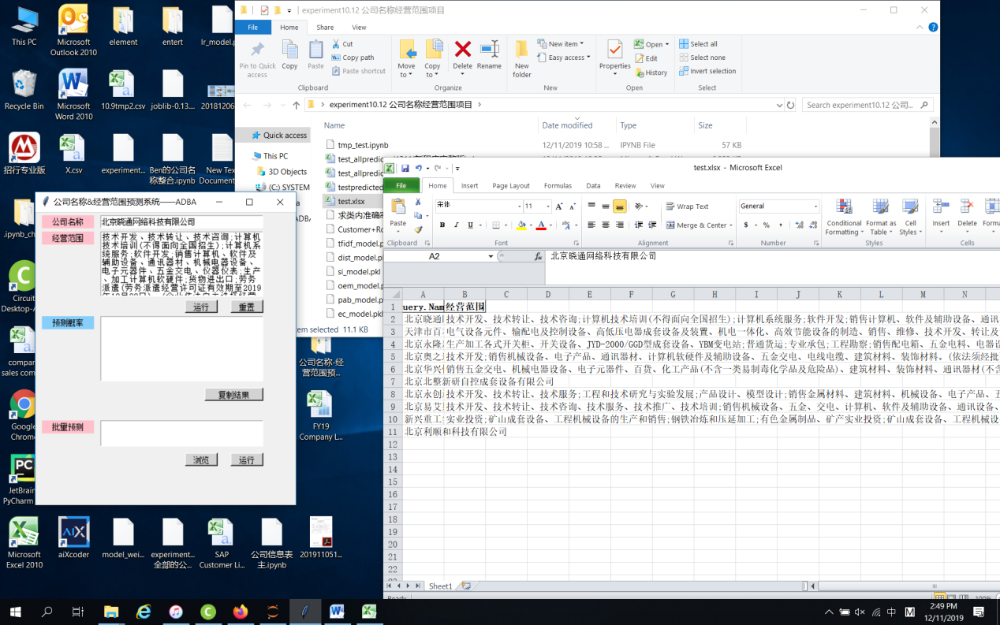 This PC
Microsoft
Outlook 2010
element
entert
lr_model.p
Recycle Bin
Microsoft
Word 2010
10.9tmp2.csv
joblib-0.13....
20181206
招行专业版
X.csv
experiment...
Ben的公司名
称整合.ipynb
New Tex
Document
experiment10.12 公司名称经营范围项目
File
Home
Share
View
Pin to Quick
access
Copy
Paste
Cut
Copy path
Paste shortcut
Clipboard
Move
to
Copy
to
Delete
Rename
Organize
New
folder
New item
Easy access
New
Properties
Open
Edit
History
Open
Select all
Select none
Invert selection
Select
experiment10.12 公司名称经营范围项目
Search experiment10.12 公司...
Name
Date modified
Type
Size
Quick access
This PC
3D Objects
(C:) SYSTEM
tmp_test.ipynb
12/11/2019 10:58 ...
IPYNB File
57 KB
test_allpredic
test_allpredic
testpredicted
test.xlsx
求类内准确率
Customer+Ro
tfidf_model.p
dist_model.p
si_model.pkl
oem_model.p
pab_model.p
ec_model.pkl
em selected 11.1 KB
公司名称&经营范围预测系统——ADBA
公司名称
北京皖通网络科技有限公司
经营范围
技术开发、技术转让、技术咨询;计算机
技术培训(不得面向全国招生);计算机系
统服务;软件开发;销售计算机、软件及
辅助设备、通讯器材、机械电器设备、
电子元器件、五金交电、仪器仪表;生产
、加工计算机软硬件;货物进出口;劳务
派遣(劳务派遣经营许可证有效期至2019
运行
重置
预测概率
复制结果
批量预测
浏览
运行
.ipynb_ch
Circuit
Desktop-A
compan
sales com
Google
Chrome
JetBrain
PyCharm
公司名称-经
营范围预...
FY19
Company L...
Microsoft
Excel 2010
aiXcoder
model_wei...
experiment...
全部的公...
SAP
Customer Li...
公司信息表
主.ipynb
201911051...
test.xlsx - Microsoft Excel
File
Home
Insert
Page Layout
Formulas
Data
Review
View
Paste
Clipboard
宋体
11
B I U
Font
Wrap Text
Merge & Center
Alignment
General
$ % ,
Number
Conditional
Formatting
Format as
Table
Cell
Styles
Styles
Insert
Delete
Forma
Cells
A2
fx
北京皖通网络科技有限公司
A B C D E F G H I J K L M N
1 uery.Nam 经营范围
2 北京皖通 技术开发、技术转让、技术咨询;计算机技术培训(不得面向全国招生);计算机系统服务;软件开发;销售计算机、软件及辅助设备、通讯
3 天津市百 电气设备元件、输配电及控制设备、高低压电器成套设备及装置、机电一体化、高效节能设备的制造、销售、维修、技术开发、转让及
4 北京永隆 生产加工各式开关柜、开关设备、JYD-2000/GGD型成套设备、YBM变电站;普通货运;专业承包;工程勘察;销售配电箱、五金电料、电器设
5 北京奥之 技术开发;销售机械设备、电子产品、通讯器材、计算机软硬件及辅助设备、五金交电、电线电缆、建筑材料、装饰材料。(依法须经批
6 北京华兴 销售五金交电、机械电器设备、电子元器件、百货、化工产品(不含一类易制毒化学品及危险品)、建筑材料、装饰材料、通讯器材(不
7 北京北整新研自控成套设备有限公司
8 北京永创 技术开发、技术转让、技术服务;工程和技术研究与实验发展;产品设计、模型设计;销售金属材料、建筑材料、机械设备、电子产品、五
9 北京易艾 技术开发、技术转让、技术咨询、技术服务、技术推广、技术培训;销售机械设备、五金、交电、计算机、软件及辅助设备、通讯设备、
10 新兴重工 实业投资;矿山成套设备、工程机械设备的生产和销售;钢铁冶炼和压延加工;有色金属制品、矿产实业投资;矿山成套设备、工程机械设
11 北京利顺和科技有限公司
12
13
14
15
16
17
18
19
20
21
22
Sheet1
Ready
100%
中
M
2:49 PM
12/11/2019